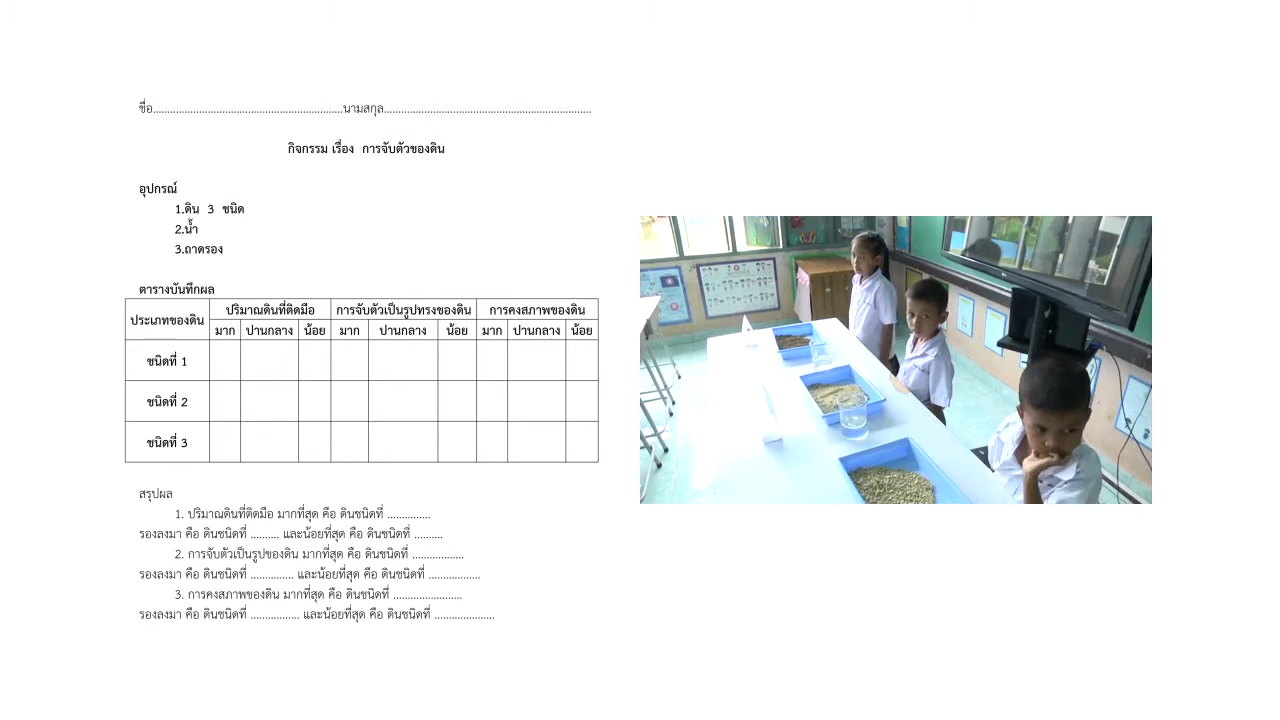 ชื่อ..................................................................นามสกุล........................................................................
กิจกรรม เรื่อง การจับตัวของดิน
อุปกรณ์
1.ดิน 3 ชนิด
2.น้ำ
3.ถาดรอง
ตารางบันทึกผล
ประเภทของดิน ปริมาณดินที่ติดมือ การจับตัวเป็นรูปทรงของดิน การคงสภาพของดิน
มาก ปานกลาง น้อย มาก ปานกลาง น้อย มาก ปานกลาง น้อย
ชนิดที่ 1
ชนิดที่ 2
ชนิดที่ 3
สรุปผล
1. ปริมาณดินที่ติดมือ มากที่สุด คือ ดินชนิดที่ ...............
รองลงมา คือ ดินชนิดที่ .......... และน้อยที่สุด คือ ดินชนิดที่ ..........
2. การจับตัวเป็นรูปของดิน มากที่สุด คือ ดินชนิดที่ ..................
รองลงมา คือ ดินชนิดที่ ............... และน้อยที่สุด คือ ดินชนิดที่ ..................
3. การคงสภาพของดิน มากที่สุด คือ ดินชนิดที่ ........................
รองลงมา คือ ดินชนิดที่ ................. และน้อยที่สุด คือ ดินชนิดที่ .....................